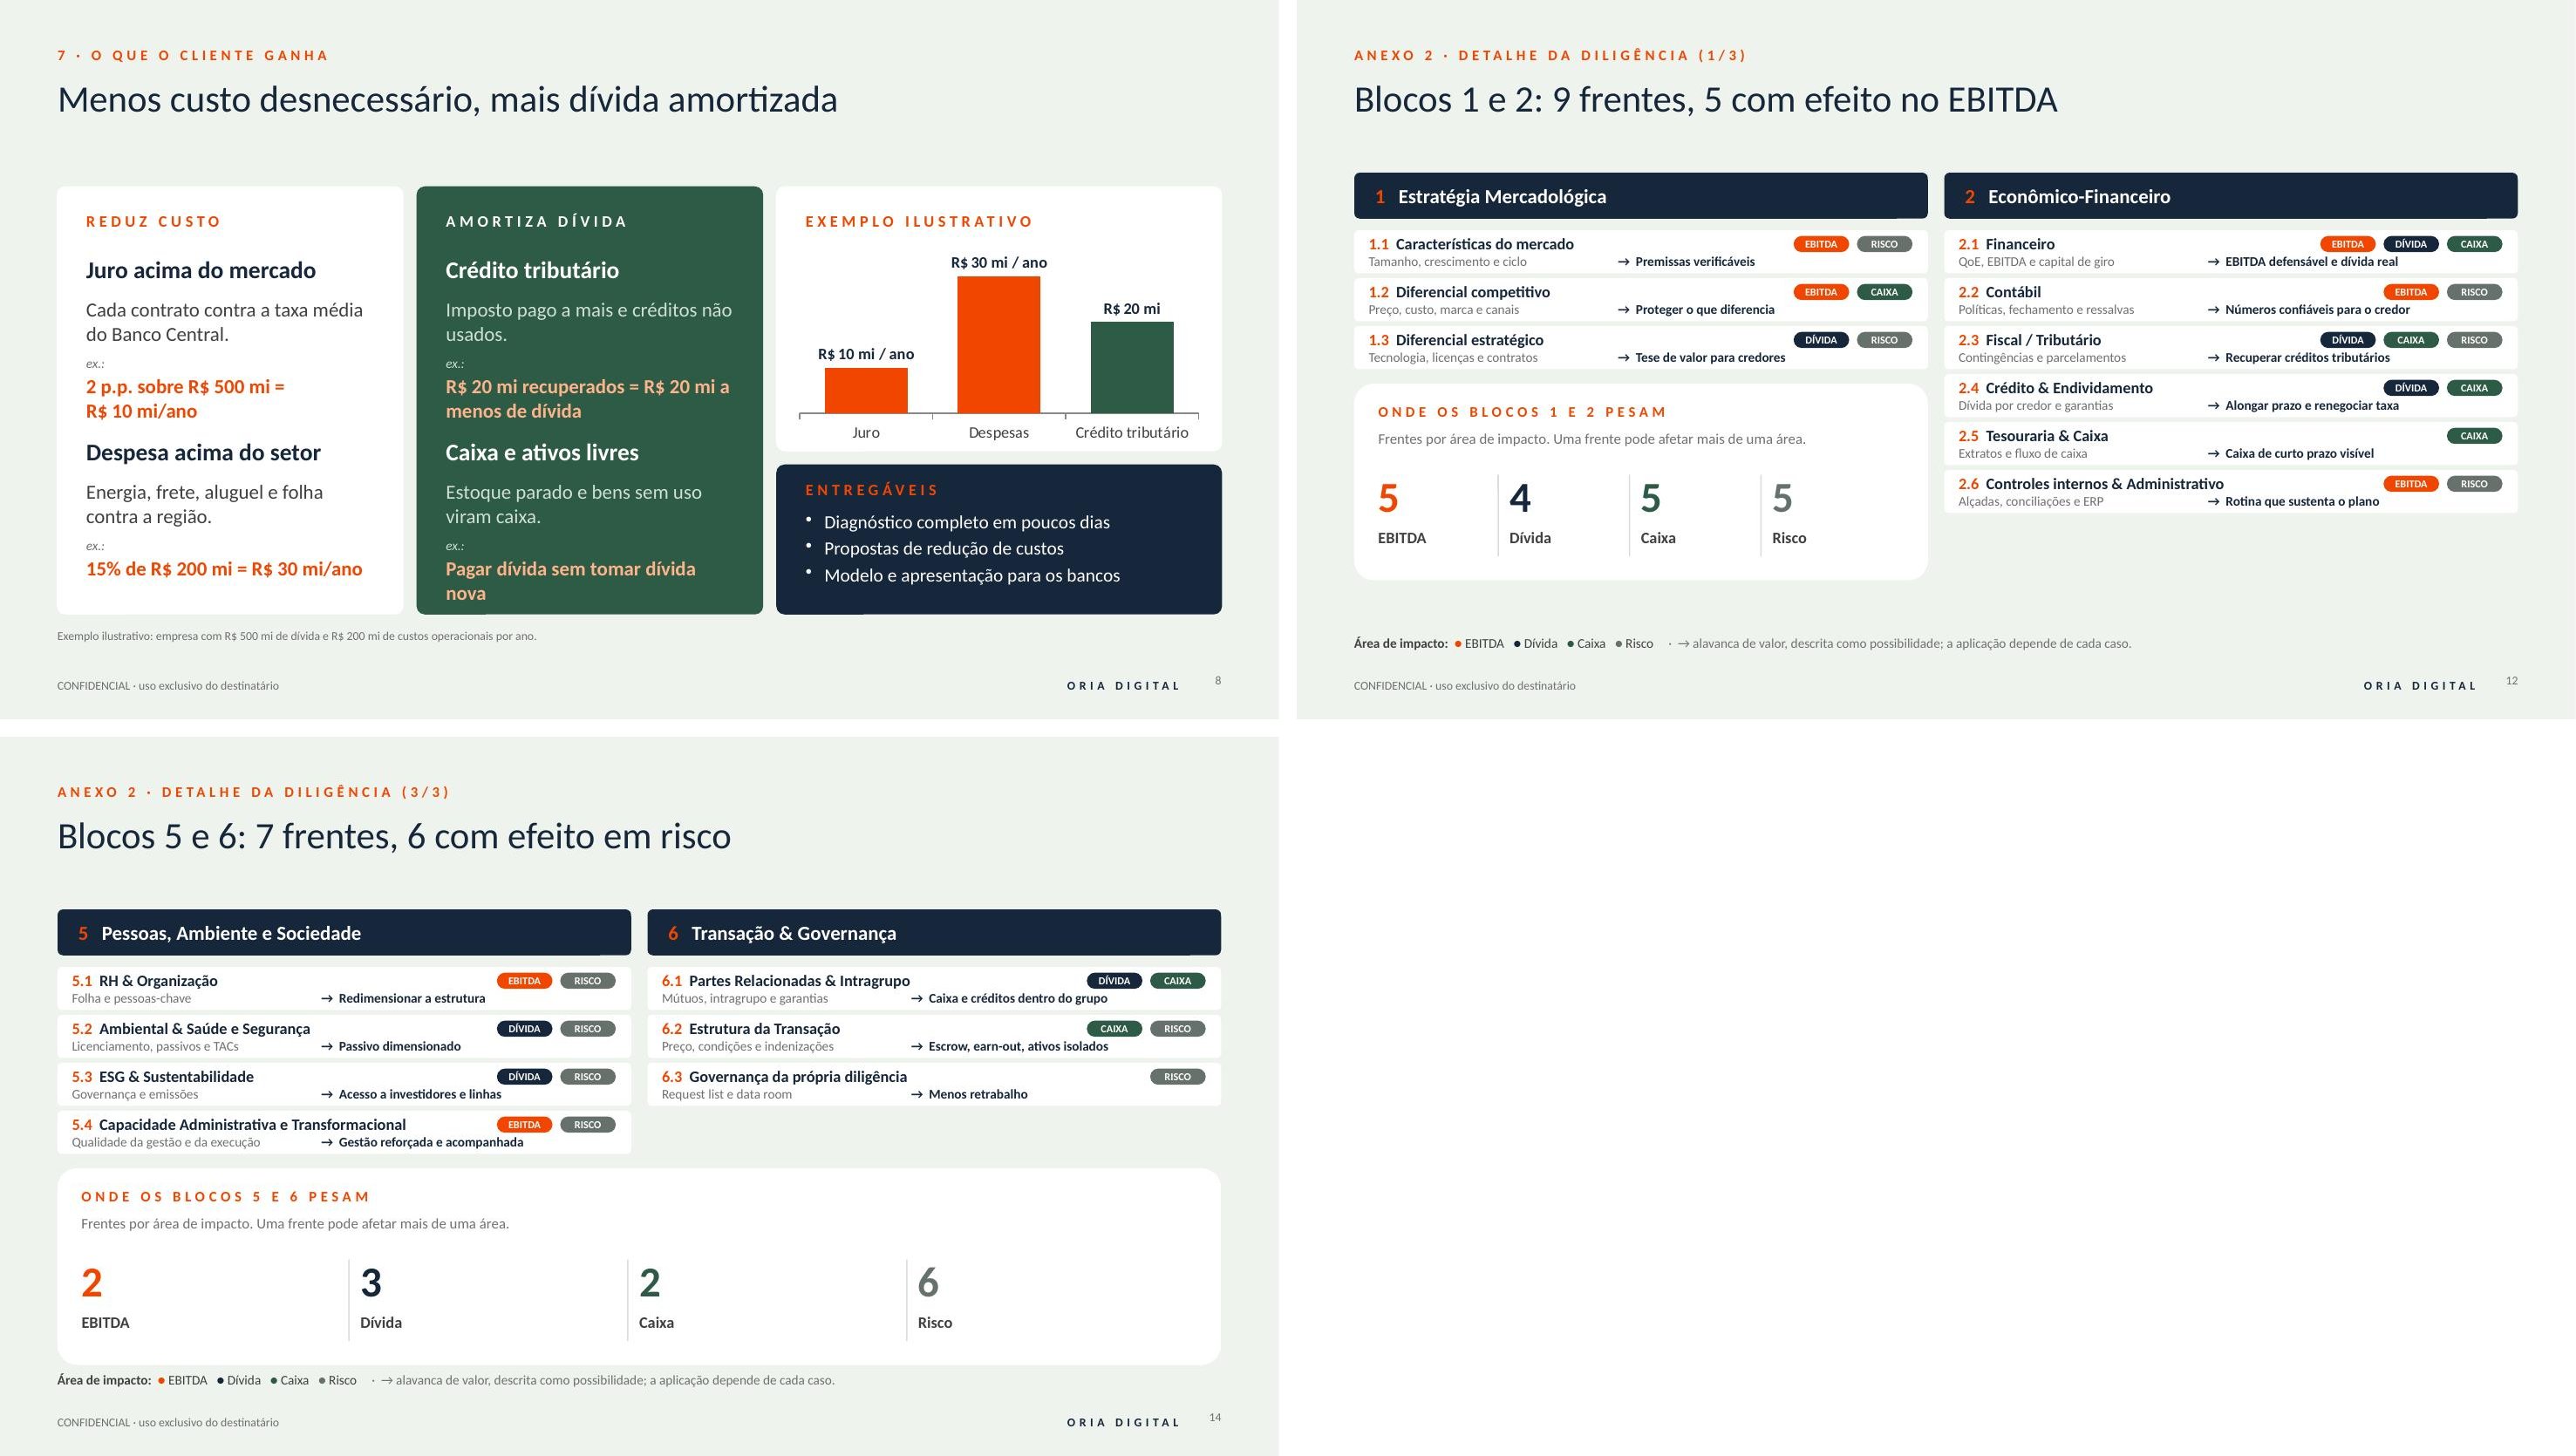 7 · O QUE O CLIENTE GANHA
Menos custo desnecessário, mais dívida amortizada
REDUZ CUSTO
Juro acima do mercado
Cada contrato contra a taxa média
do Banco Central.
ex.:
2 p.p. sobre R$ 500 mi =
R$ 10 mi/ano
Despesa acima do setor
Energia, frete, aluguel e folha
contra a região.
ex.:
15% de R$ 200 mi = R$ 30 mi/ano
AMORTIZA DÍVIDA
Crédito tributário
Imposto pago a mais e créditos não
usados.
ex.:
R$ 20 mi recuperados = R$ 20 mi a
menos de dívida
Caixa e ativos livres
Estoque parado e bens sem uso
viram caixa.
ex.:
Pagar dívida sem tomar dívida
nova
EXEMPLO ILUSTRATIVO
R$ 10 mi / ano
R$ 30 mi / ano
R$ 20 mi
Juro
Despesas
Crédito tributário
ENTREGÁVEIS
• Diagnóstico completo em poucos dias
• Propostas de redução de custos
• Modelo e apresentação para os bancos
Exemplo ilustrativo: empresa com R$ 500 mi de dívida e R$ 200 mi de custos operacionais por ano.
CONFIDENCIAL · uso exclusivo do destinatário
ORIA DIGITAL
8
ANEXO 2 · DETALHE DA DILIGÊNCIA (1/3)
Blocos 1 e 2: 9 frentes, 5 com efeito no EBITDA
1 Estratégia Mercadológica
1.1 Características do mercado EBITDA RISCO
Tamanho, crescimento e ciclo → Premissas verificáveis
1.2 Diferencial competitivo EBITDA CAIXA
Preço, custo, marca e canais → Proteger o que diferencia
1.3 Diferencial estratégico DÍVIDA RISCO
Tecnologia, licenças e contratos → Tese de valor para credores
ONDE OS BLOCOS 1 E 2 PESAM
Frentes por área de impacto. Uma frente pode afetar mais de uma área.
5 4 5 5
EBITDA Dívida Caixa Risco
2 Econômico-Financeiro
2.1 Financeiro EBITDA DÍVIDA CAIXA
QoE, EBITDA e capital de giro → EBITDA defensável e dívida real
2.2 Contábil EBITDA RISCO
Políticas, fechamento e ressalvas → Números confiáveis para o credor
2.3 Fiscal / Tributário DÍVIDA CAIXA RISCO
Contingências e parcelamentos → Recuperar créditos tributários
2.4 Crédito & Endividamento DÍVIDA CAIXA
Dívida por credor e garantias → Alongar prazo e renegociar taxa
2.5 Tesouraria & Caixa CAIXA
Extratos e fluxo de caixa → Caixa de curto prazo visível
2.6 Controles internos & Administrativo EBITDA RISCO
Alçadas, conciliações e ERP → Rotina que sustenta o plano
Área de impacto: ● EBITDA ● Dívida ● Caixa ● Risco · → alavanca de valor, descrita como possibilidade; a aplicação depende de cada caso.
CONFIDENCIAL · uso exclusivo do destinatário
ORIA DIGITAL
12
ANEXO 2 · DETALHE DA DILIGÊNCIA (3/3)
Blocos 5 e 6: 7 frentes, 6 com efeito em risco
5 Pessoas, Ambiente e Sociedade
5.1 RH & Organização EBITDA RISCO
Folha e pessoas-chave → Redimensionar a estrutura
5.2 Ambiental & Saúde e Segurança DÍVIDA RISCO
Licenciamento, passivos e TACs → Passivo dimensionado
5.3 ESG & Sustentabilidade DÍVIDA RISCO
Governança e emissões → Acesso a investidores e linhas
5.4 Capacidade Administrativa e Transformacional EBITDA RISCO
Qualidade da gestão e da execução → Gestão reforçada e acompanhada
6 Transação & Governança
6.1 Partes Relacionadas & Intragrupo DÍVIDA CAIXA
Mútuos, intragrupo e garantias → Caixa e créditos dentro do grupo
6.2 Estrutura da Transação CAIXA RISCO
Preço, condições e indenizações → Escrow, earn-out, ativos isolados
6.3 Governança da própria diligência RISCO
Request list e data room → Menos retrabalho
ONDE OS BLOCOS 5 E 6 PESAM
Frentes por área de impacto. Uma frente pode afetar mais de uma área.
2 3 2 6
EBITDA Dívida Caixa Risco
Área de impacto: ● EBITDA ● Dívida ● Caixa ● Risco · → alavanca de valor, descrita como possibilidade; a aplicação depende de cada caso.
CONFIDENCIAL · uso exclusivo do destinatário
ORIA DIGITAL
14